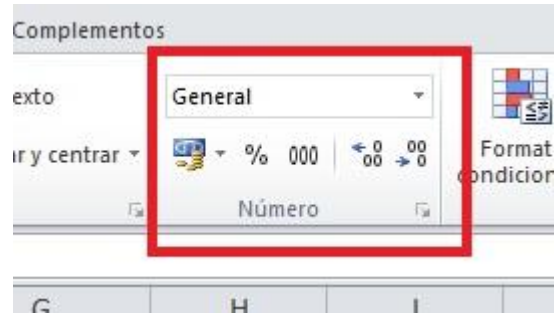 Complementos
exto
General
ar y centrar
% 000
Número
Format
condicion
G H I